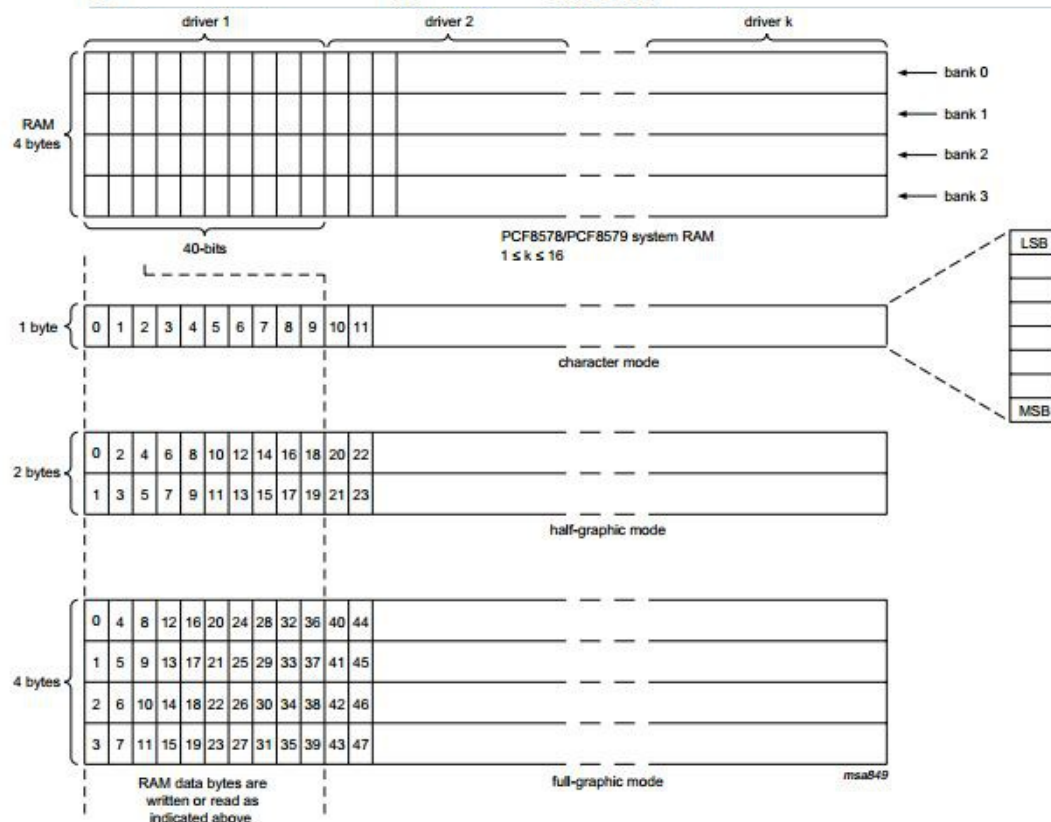 driver 1
driver 2
driver k
RAM
4 bytes
bank 0
bank 1
bank 2
bank 3
40-bits
PCF8578/PCF8579 system RAM
1 ≤ k ≤ 16
LSB
MSB
1 byte
0 1 2 3 4 5 6 7 8 9 10 11
character mode
2 bytes
0 2 4 6 8 10 12 14 16 18 20 22
1 3 5 7 9 11 13 15 17 19 21 23
half-graphic mode
4 bytes
0 4 8 12 16 20 24 28 32 36 40 44
1 5 9 13 17 21 25 29 33 37 41 45
2 6 10 14 18 22 26 30 34 38 42 46
3 7 11 15 19 23 27 31 35 39 43 47
full-graphic mode
msa849
RAM data bytes are
written or read as
indicated above